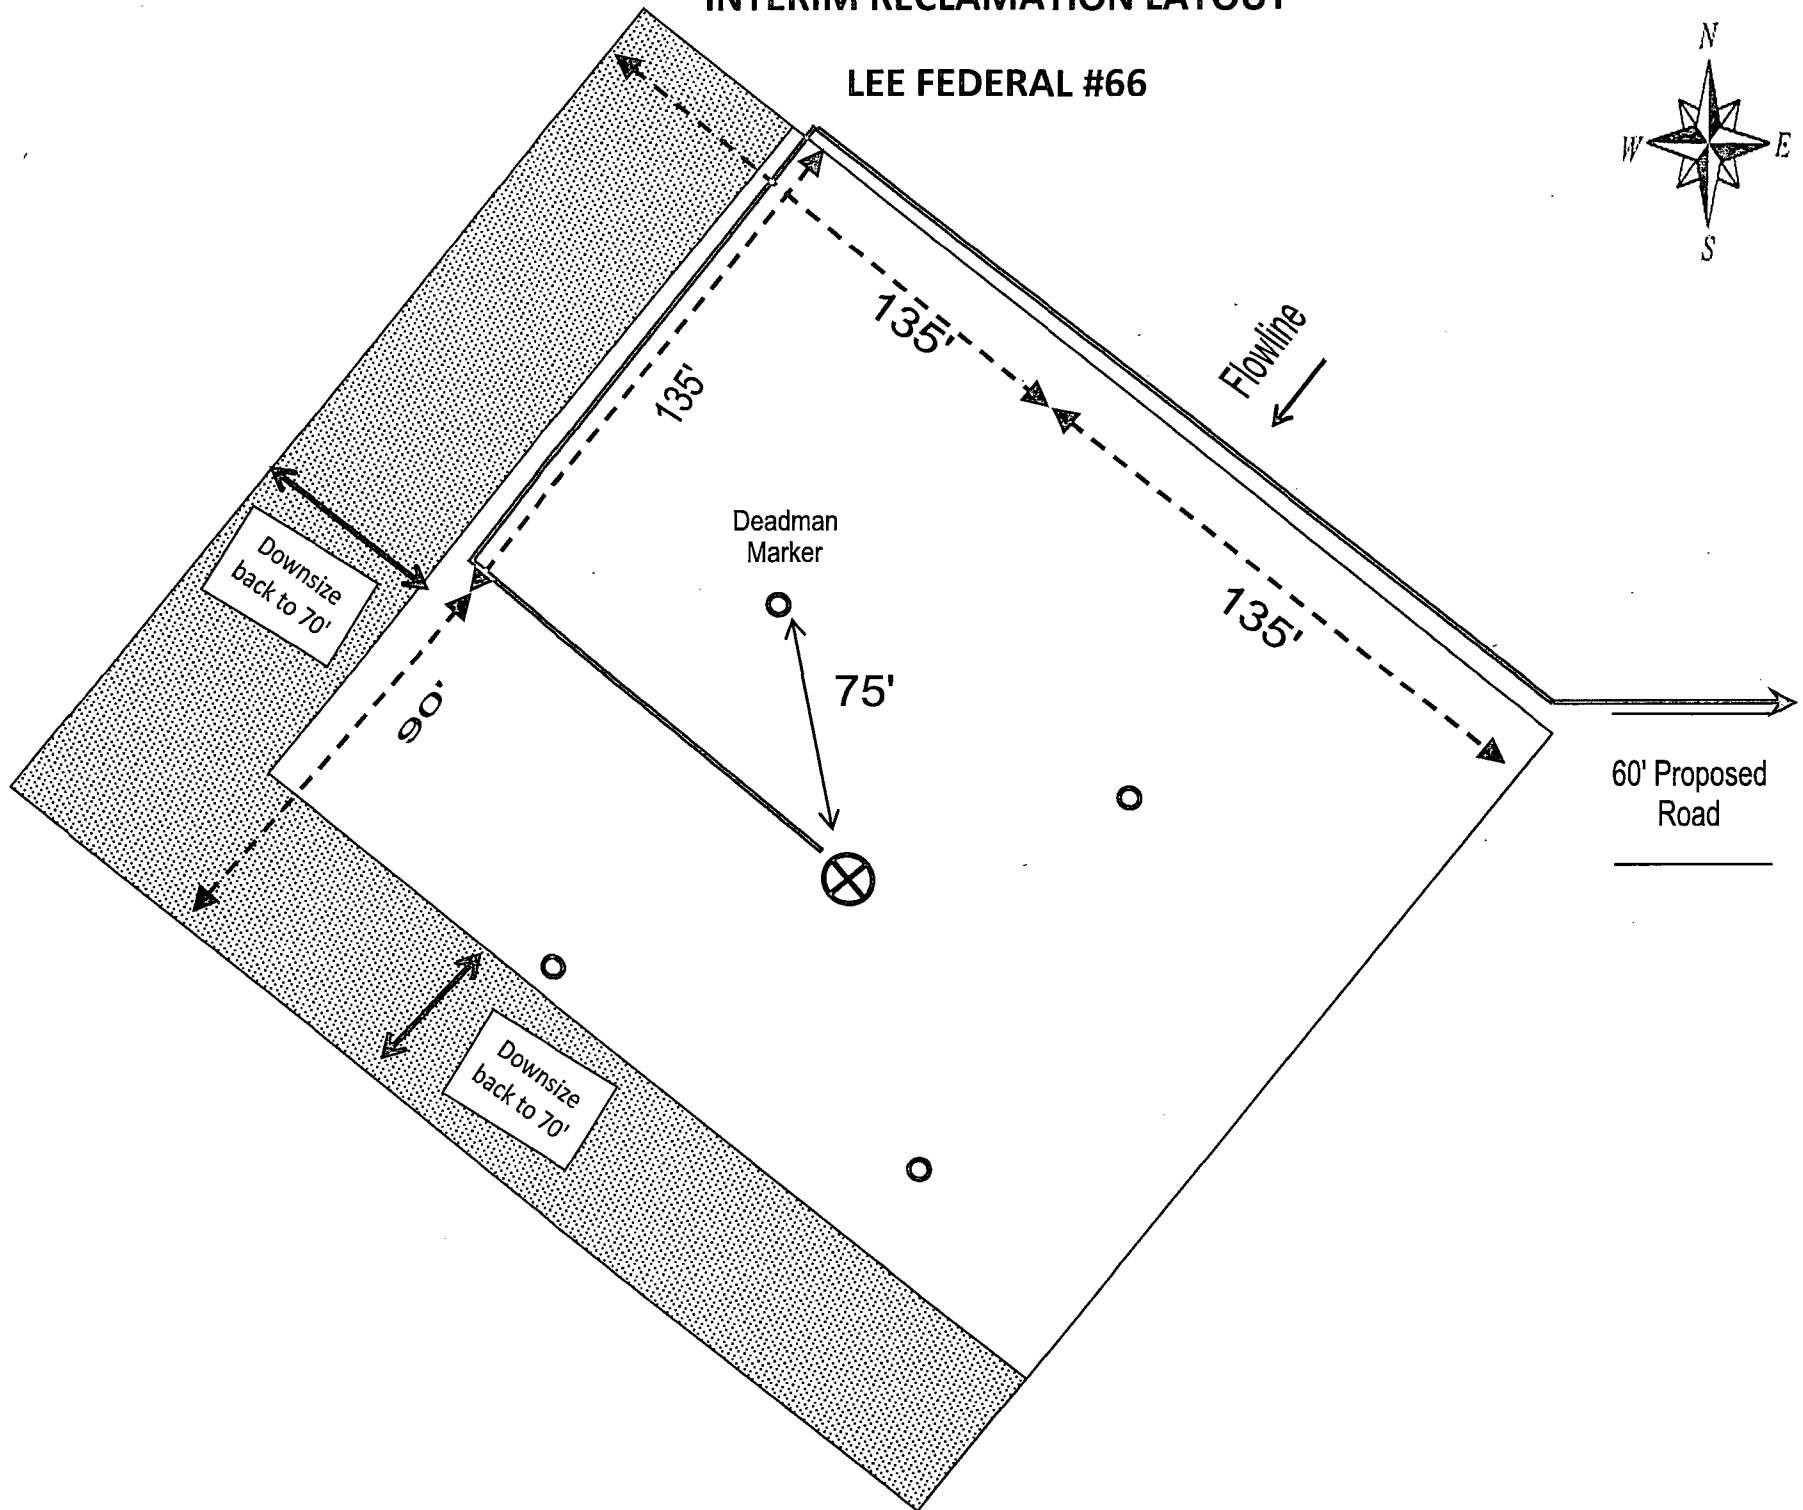 INTERIM RECLAMATION LAYOUT
LEE FEDERAL #66
N
W
E
S
135'
135'
Flowline
Deadman
Marker
Downsize
back to 70'
135'
75'
90'
60' Proposed
Road
Downsize
back to 70'